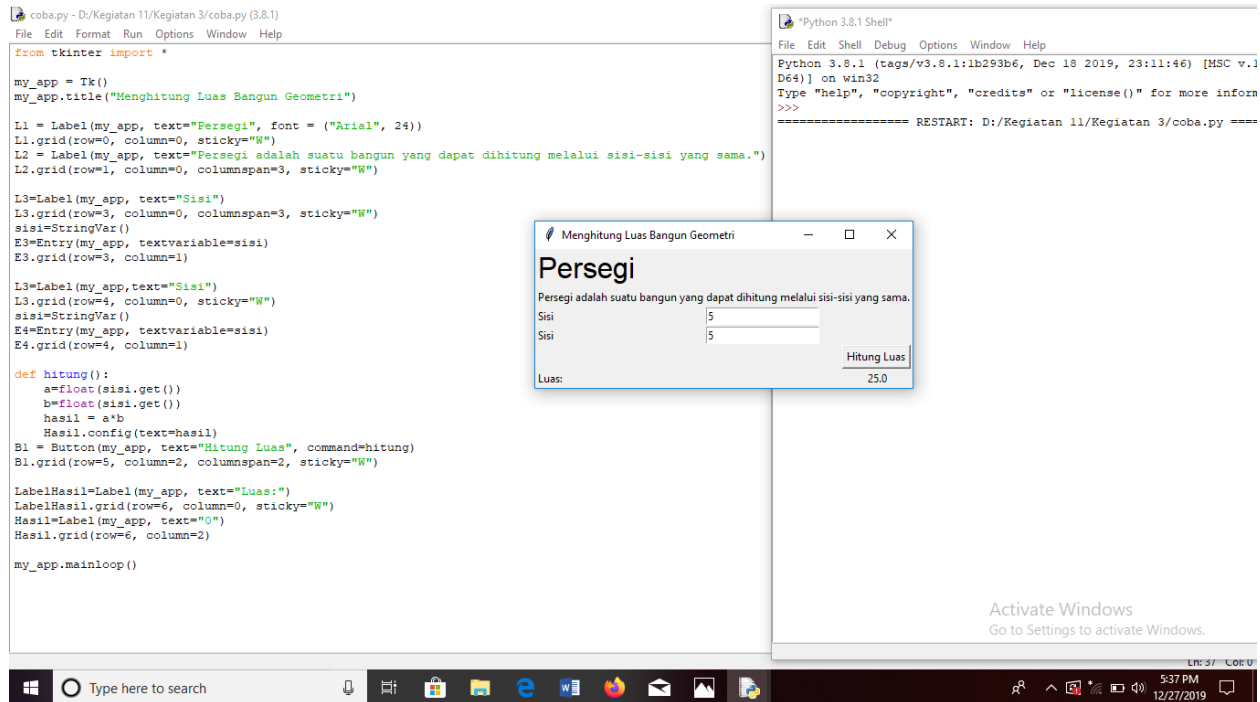 coba.py - D:/Kegiatan 11/Kegiatan 3/coba.py (3.8.1)
File Edit Format Run Options Window Help
from tkinter import *
my_app = Tk()
my_app.title("Menghitung Luas Bangun Geometri")
L1 = Label(my_app, text="Persegi", font = ("Arial", 24))
L1.grid(row=0, column=0, sticky="W")
L2 = Label(my_app, text="Persegi adalah suatu bangun yang dapat dihitung melalui sisi-sisi yang sama.")
L2.grid(row=1, column=0, columnspan=3, sticky="W")
L3=Label(my_app, text="Sisi")
L3.grid(row=3, column=0, columnspan=3, sticky="W")
sisi=StringVar()
E3=Entry(my_app, textvariable=sisi)
E3.grid(row=3, column=1)
L3=Label(my_app,text="Sisi")
L3.grid(row=4, column=0, sticky="W")
sisi=StringVar()
E4=Entry(my_app, textvariable=sisi)
E4.grid(row=4, column=1)
def hitung():
    a=float(sisi.get())
    b=float(sisi.get())
    hasil = a*b
    Hasil.config(text=hasil)
B1 = Button(my_app, text="Hitung Luas", command=hitung)
B1.grid(row=5, column=2, columnspan=2, sticky="W")
LabelHasil=Label(my_app, text="Luas:")
LabelHasil.grid(row=6, column=0, sticky="W")
Hasil=Label(my_app, text="0")
Hasil.grid(row=6, column=2)
my_app.mainloop()
*Python 3.8.1 Shell*
File Edit Shell Debug Options Window Help
Python 3.8.1 (tags/v3.8.1:1b293b6, Dec 18 2019, 23:11:46) [MSC v.1
D64)] on win32
Type "help", "copyright", "credits" or "license()" for more inform
>>>
================== RESTART: D:/Kegiatan 11/Kegiatan 3/coba.py ====
Menghitung Luas Bangun Geometri
Persegi
Persegi adalah suatu bangun yang dapat dihitung melalui sisi-sisi yang sama.
Sisi 5
Sisi 5
Hitung Luas
Luas: 25.0
Activate Windows
Go to Settings to activate Windows.
Ln: 37 Col: 0
Type here to search
5:37 PM
12/27/2019